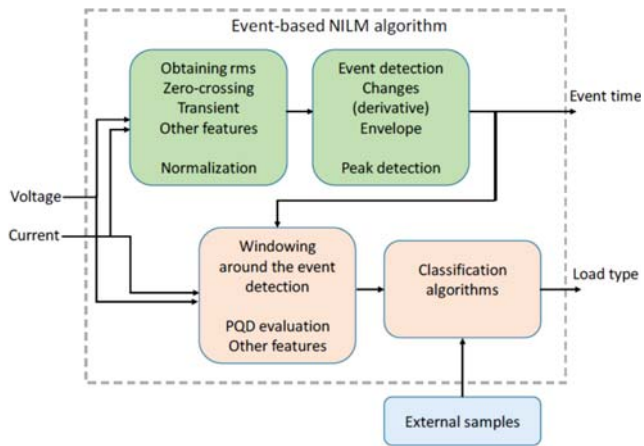 Event-based NILM algorithm
Obtaining rms
Zero-crossing
Transient
Other features
Normalization
Event detection
Changes
(derivative)
Envelope
Peak detection
Event time
Voltage
Current
Windowing
around the event
detection
PQD evaluation
Other features
Classification
algorithms
Load type
External samples